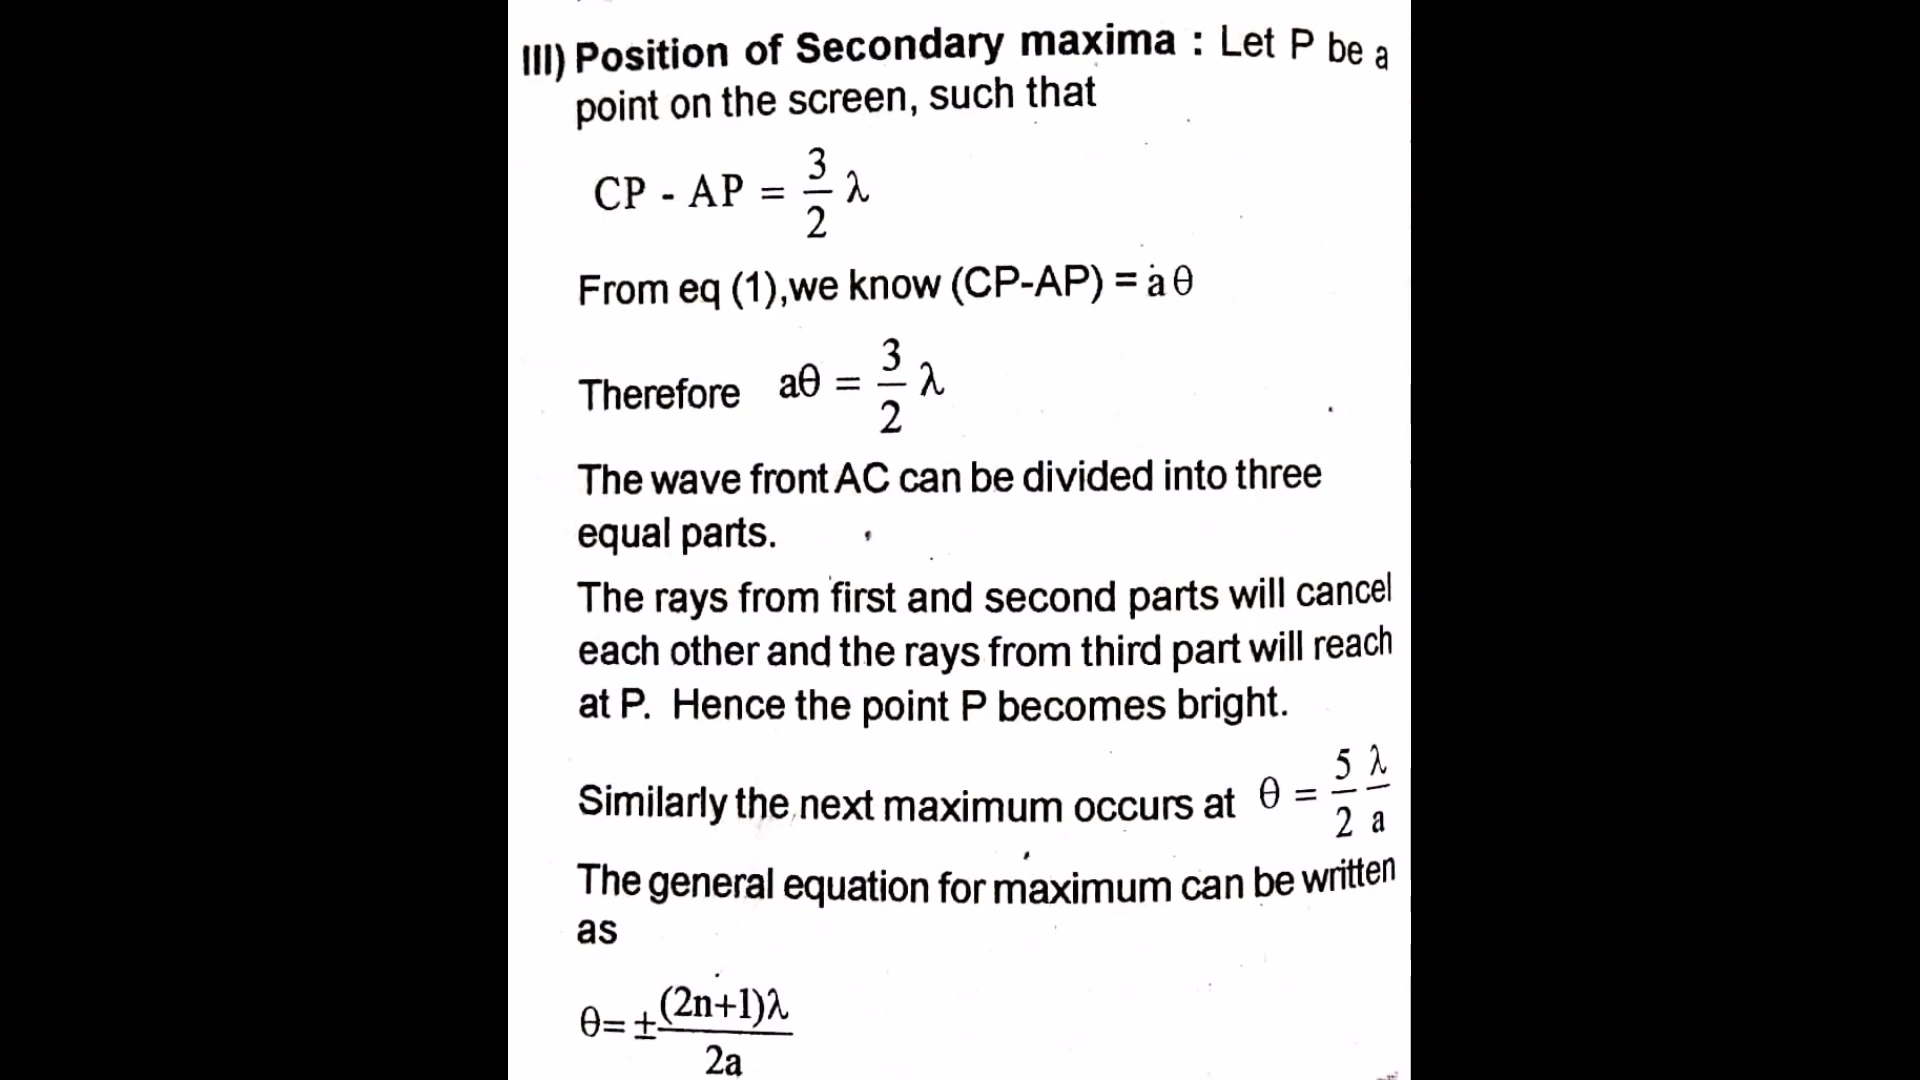 III) Position of Secondary maxima : Let P be a
point on the screen, such that
CP - AP = 3/2 λ
From eq (1),we know (CP-AP) = a θ
Therefore aθ = 3/2 λ
The wave front AC can be divided into three
equal parts.
The rays from first and second parts will cancel
each other and the rays from third part will reach
at P. Hence the point P becomes bright.
Similarly the next maximum occurs at θ = 5/2 λ/a
The general equation for maximum can be written
as
θ= ±(2n+1)λ/2a